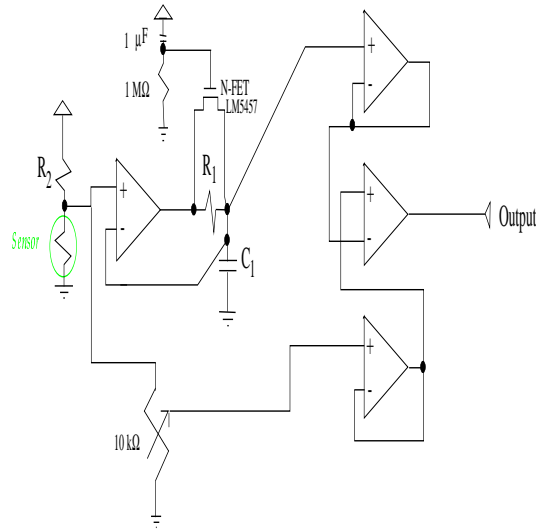 1 μF
1 MΩ
N-FET
LM5457
R2
R1
+
-
+
-
Sensor
C1
+
-
Output
+
-
10 kΩ